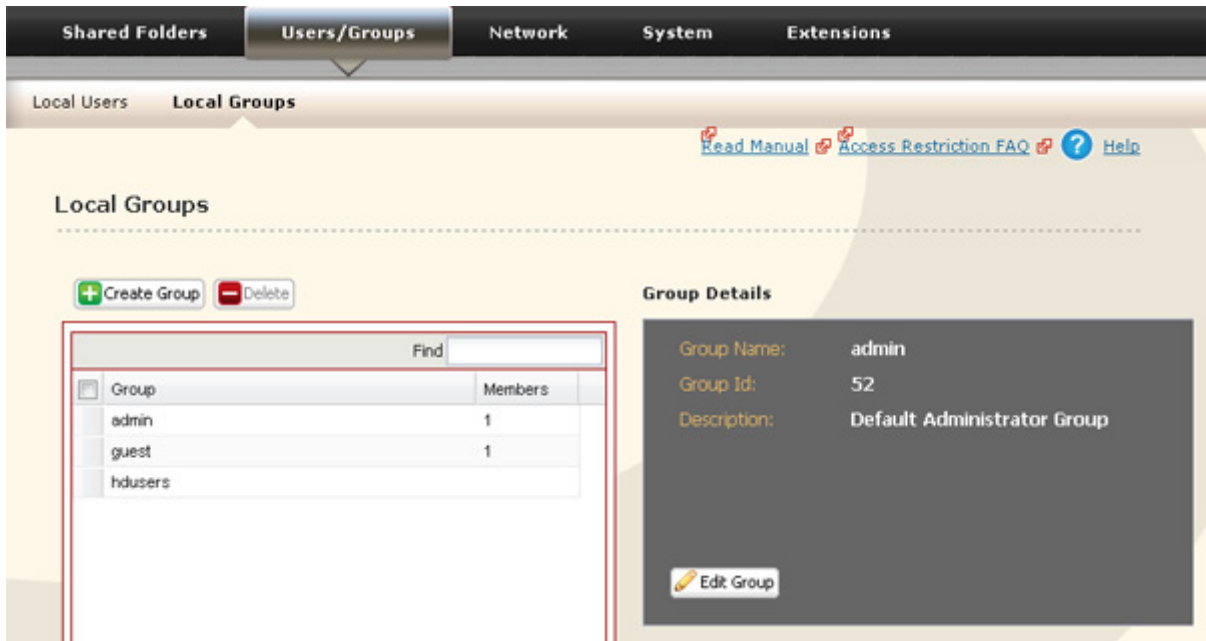 Shared Folders Users/Groups Network System Extensions
Local Users Local Groups
Read Manual Access Restriction FAQ ? Help
Local Groups
Create Group Delete
Group Details
Find
Group Members
admin 1
guest 1
hdusers
Group Name: admin
Group Id: 52
Description: Default Administrator Group
Edit Group